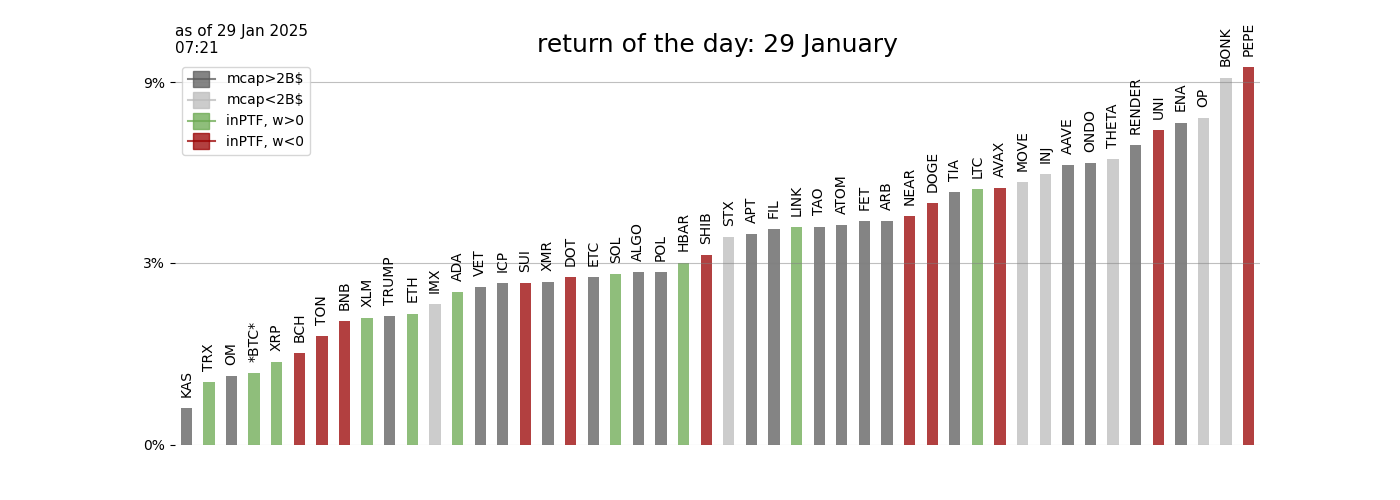 as of 29 Jan 2025
07:21
return of the day: 29 January
mcap>2B$
mcap<2B$
inPTF, w>0
inPTF, w<0
9%
3%
0%
KAS
TRX
OM
*BTC*
XRP
BCH
TON
BNB
XLM
TRUMP
ETH
IMX
ADA
VET
ICP
SUI
XMR
DOT
ETC
SOL
ALGO
POL
HBAR
SHIB
STX
APT
FIL
LINK
TAO
ATOM
FET
ARB
NEAR
DOGE
TIA
LTC
AVAX
MOVE
INJ
AAVE
ONDO
THETA
RENDER
UNI
ENA
OP
BONK
PEPE